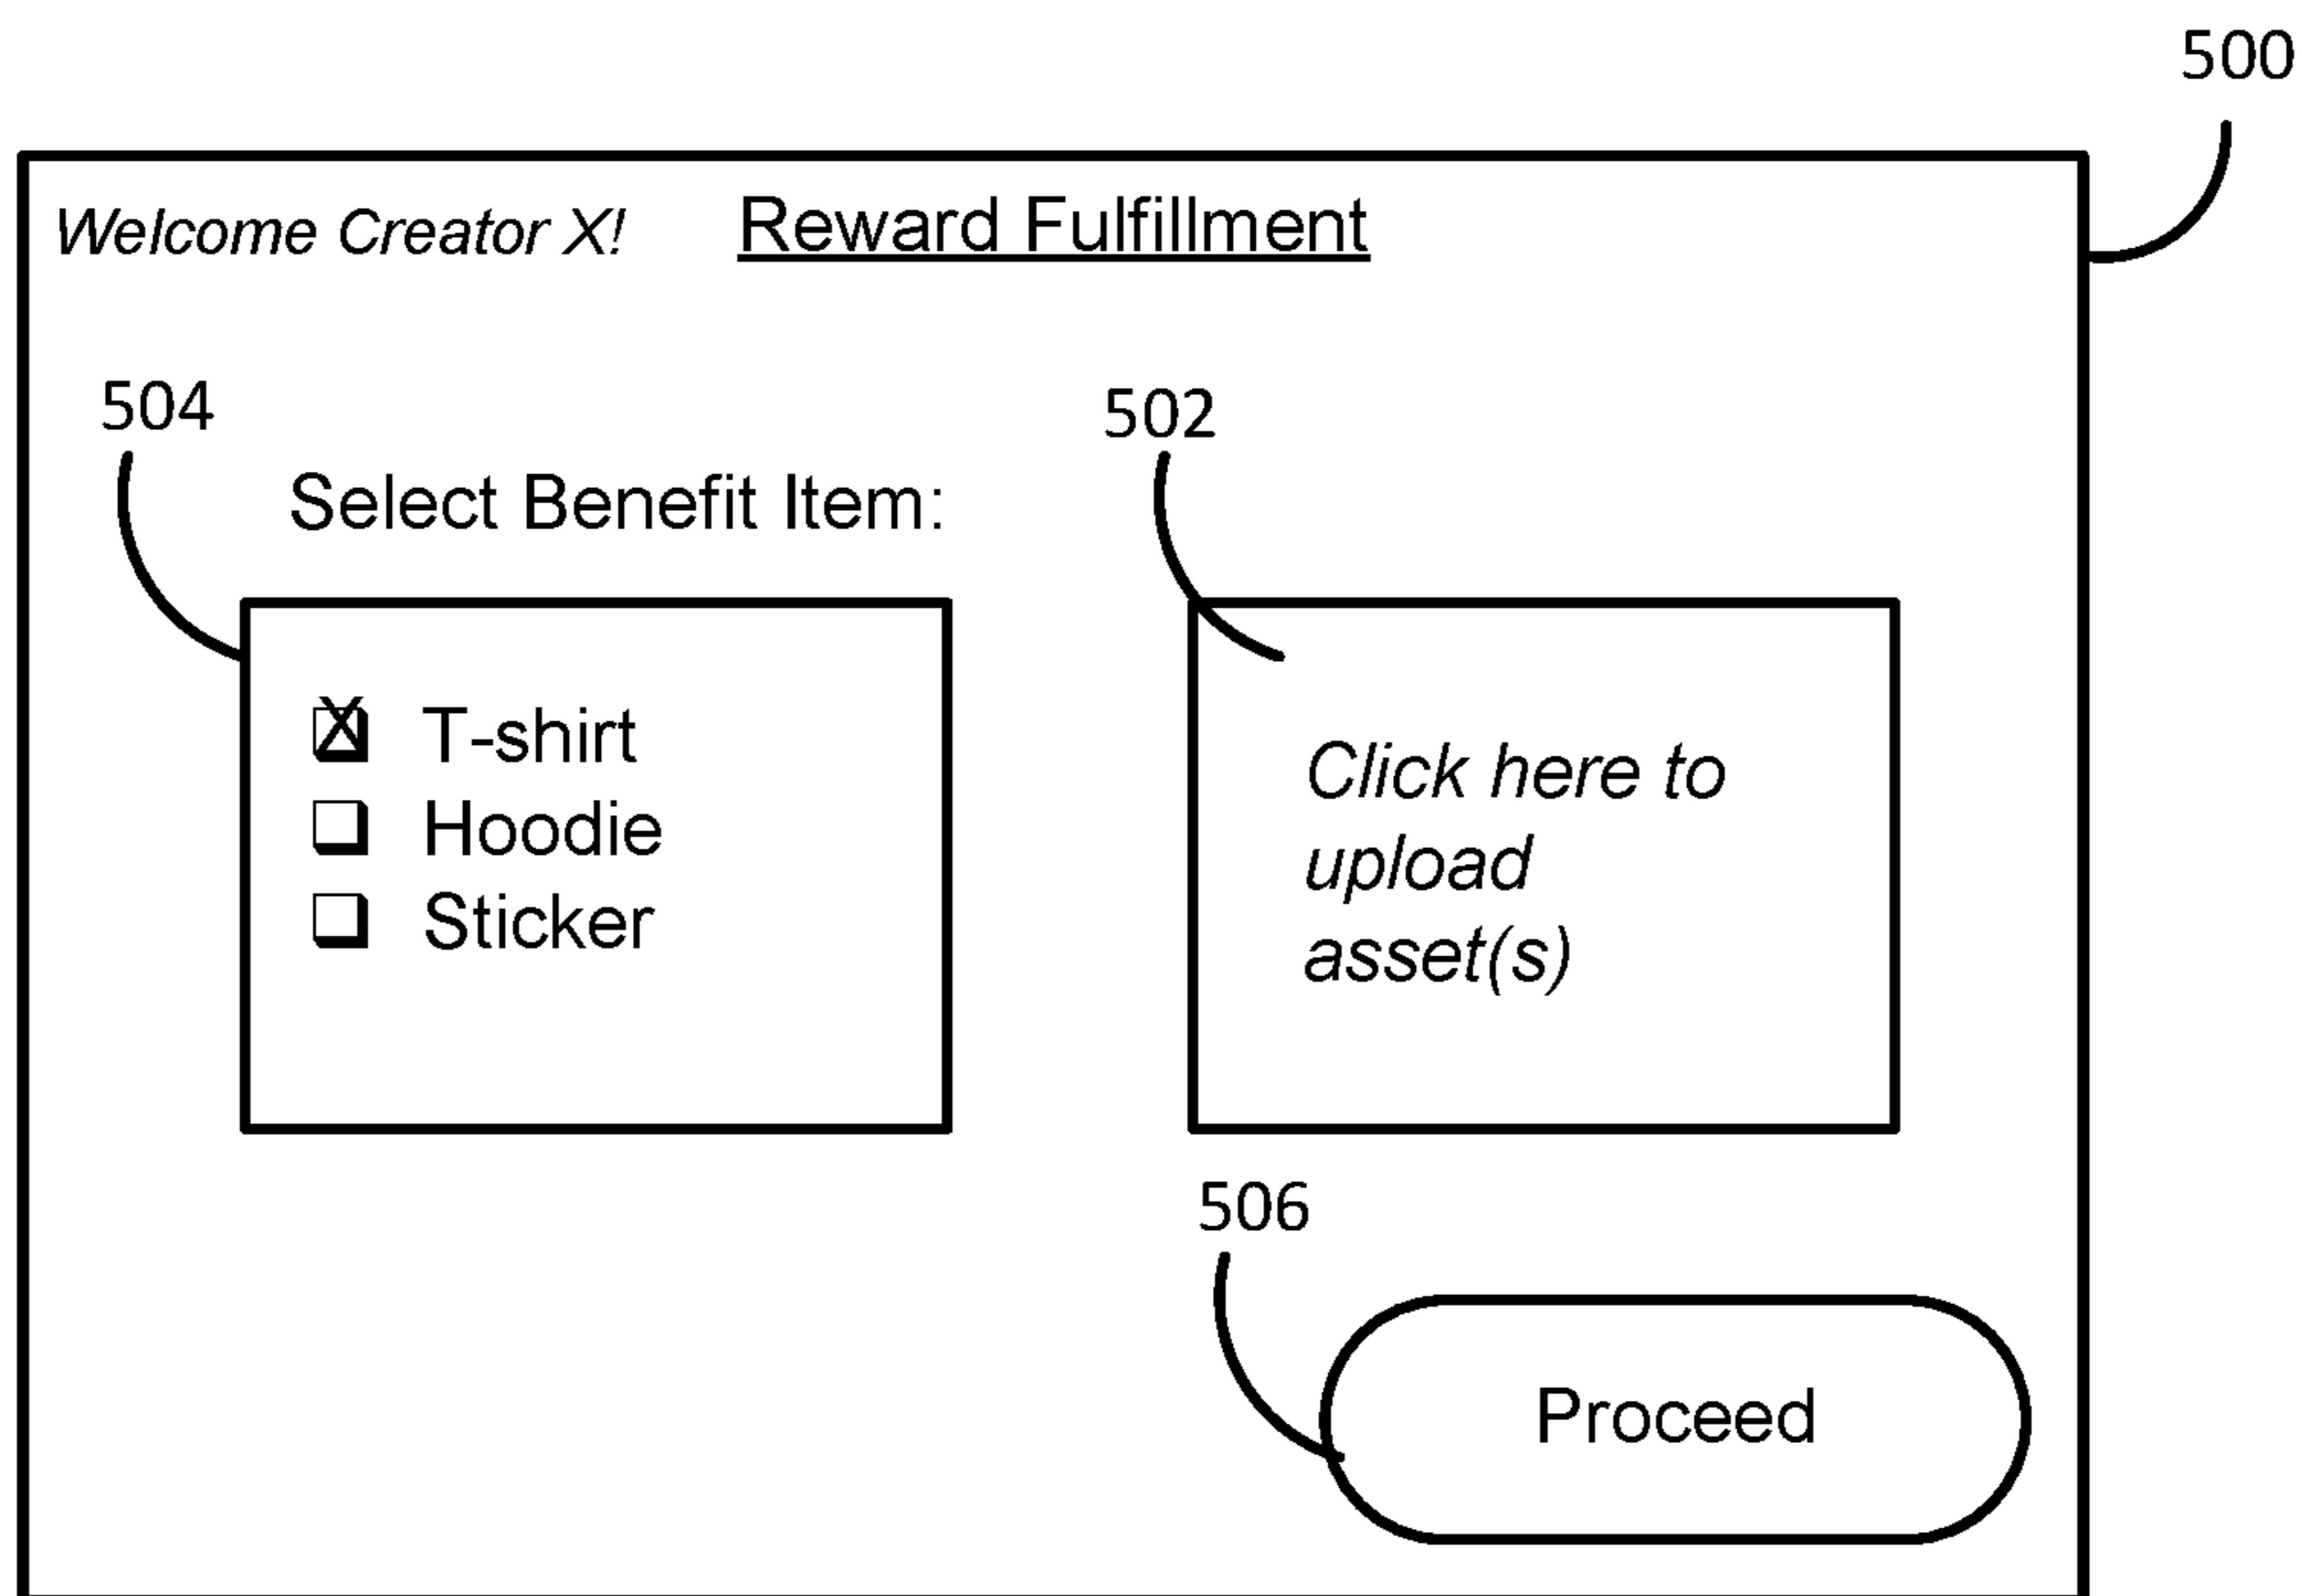 500
Welcome Creator X!
Reward Fulfillment
504
502
Select Benefit Item:
X T-shirt
Hoodie
Sticker
Click here to
upload
asset(s)
506
Proceed